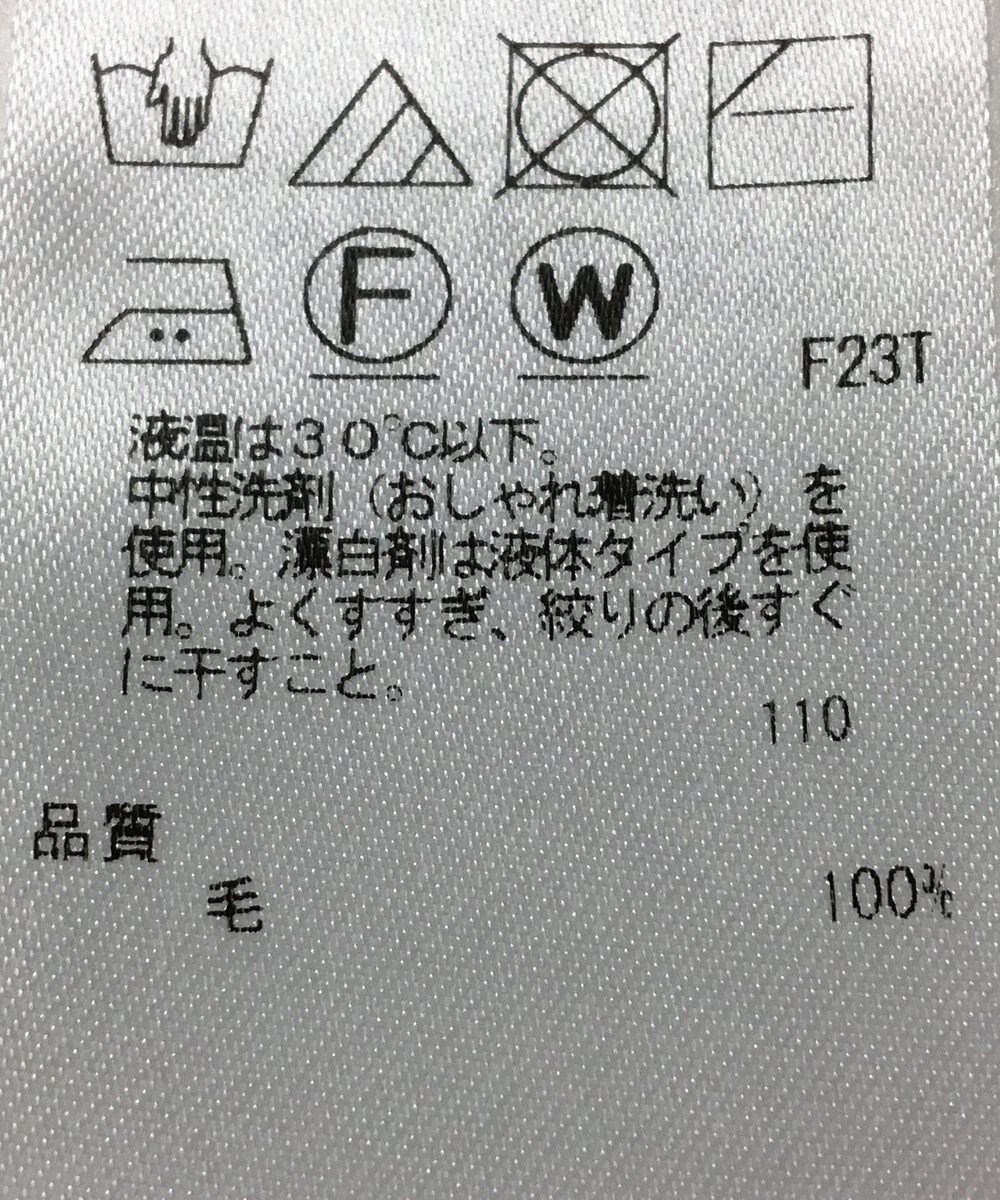 F W
F23T
液温は30℃以下。
中性洗剤(おしゃれ着洗い)を
使用。漂白剤は液体タイプを使
用。よくすすぎ、絞りの後すぐ
に干すこと。
110
品質
毛 100%